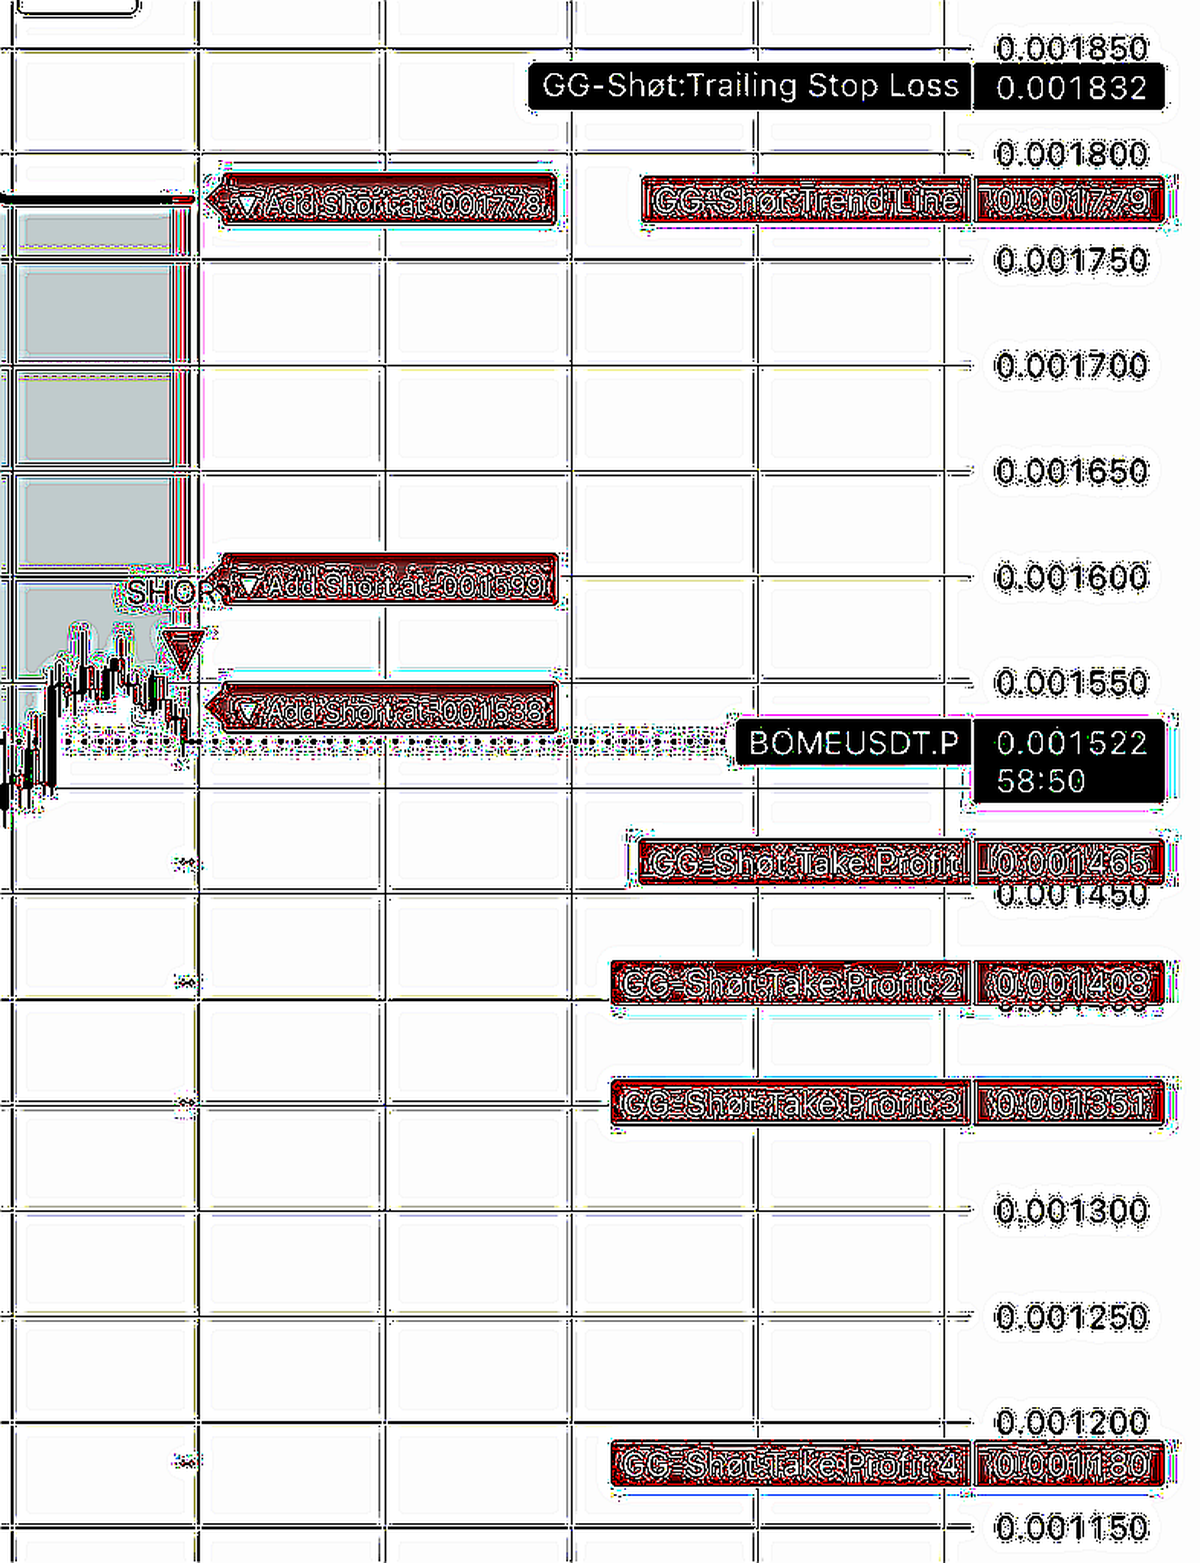 0.001850
GG-Shøt:Trailing Stop Loss 0.001832
0.001800
Add Short at: 001778
GG-Shøt:Trend Line 0.001779
0.001750
0.001700
0.001650
SHOR
Add Short at: 001599
0.001600
0.001550
Add Short at: 001538
BOMEUSDT.P 0.001522
58:50
GG-Shøt:Take Profit 0.001465
0.001450
GG-Shøt:Take Profit 2 0.001408
GG-Shøt:Take Profit 3 0.001351
0.001300
0.001250
0.001200
GG-Shøt:Take Profit 4 0.001180
0.001150